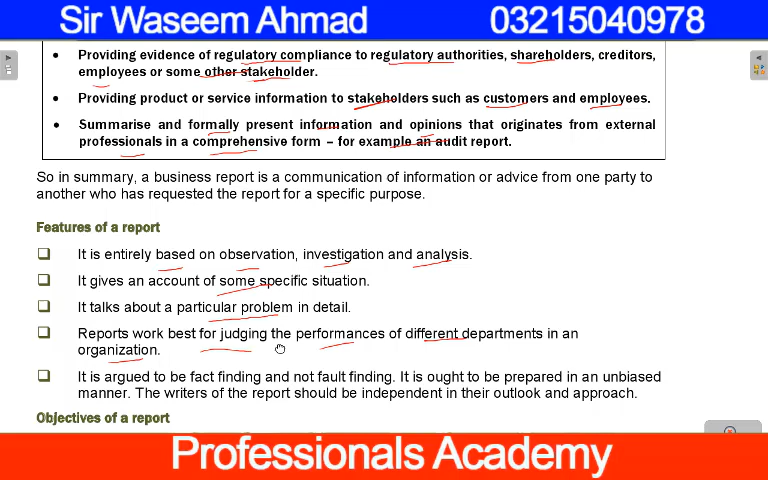 Sir Waseem Ahmad 03215040978
• Providing evidence of regulatory compliance to regulatory authorities, shareholders, creditors,
employees or some other stakeholder.
• Providing product or service information to stakeholders such as customers and employees.
• Summarise and formally present information and opinions that originates from external
professionals in a comprehensive form – for example an audit report.
So in summary, a business report is a communication of information or advice from one party to
another who has requested the report for a specific purpose.
Features of a report
It is entirely based on observation, investigation and analysis.
It gives an account of some specific situation.
It talks about a particular problem in detail.
Reports work best for judging the performances of different departments in an
organization.
It is argued to be fact finding and not fault finding. It is ought to be prepared in an unbiased
manner. The writers of the report should be independent in their outlook and approach.
Objectives of a report
Professionals Academy